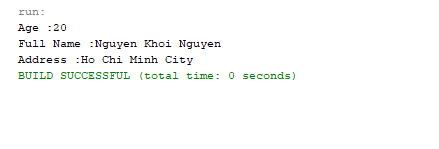 run:
Age :20
Full Name :Nguyen Khoi Nguyen
Address :Ho Chi Minh City
BUILD SUCCESSFUL (total time: 0 seconds)